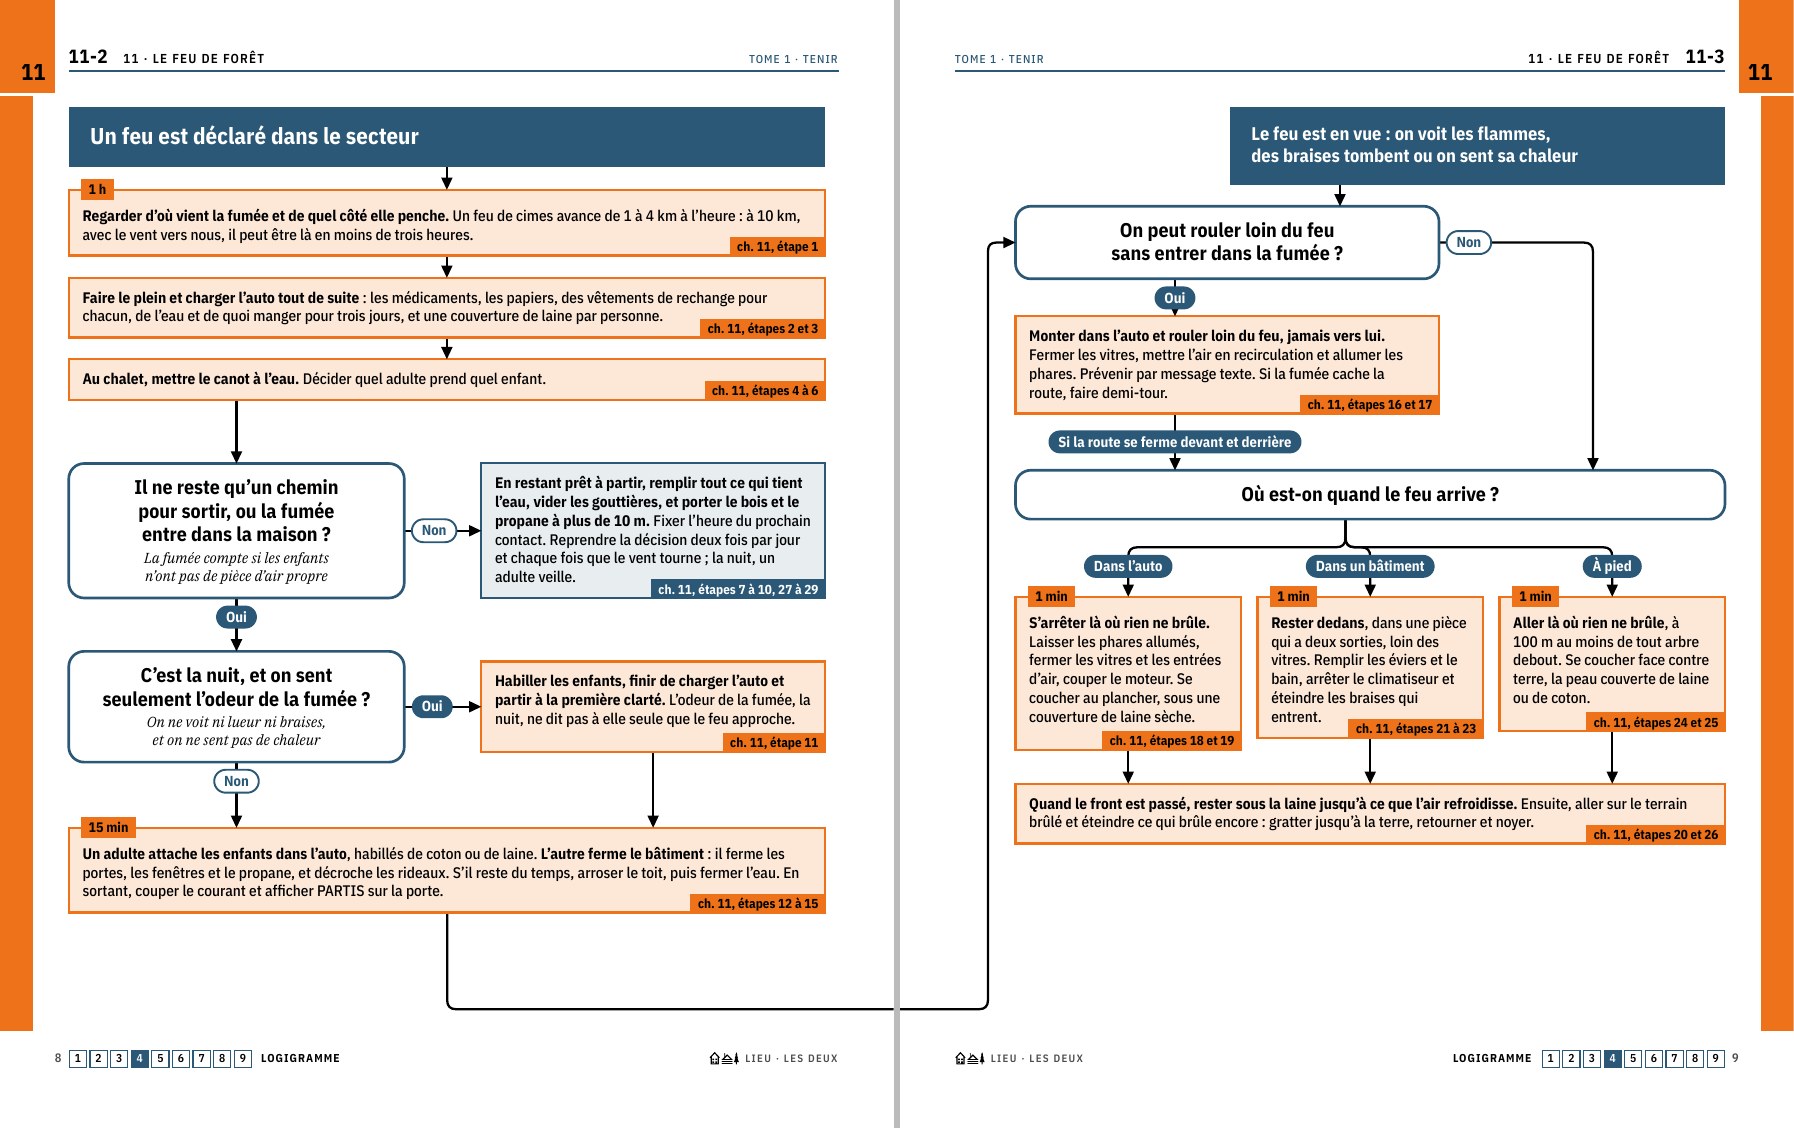 11
11-2 11 · LE FEU DE FORÊT
TOME 1 · TENIR
Un feu est déclaré dans le secteur
1 h
Regarder d’où vient la fumée et de quel côté elle penche. Un feu de cimes avance de 1 à 4 km à l’heure : à 10 km,
avec le vent vers nous, il peut être là en moins de trois heures.
ch. 11, étape 1
Faire le plein et charger l’auto tout de suite : les médicaments, les papiers, des vêtements de rechange pour
chacun, de l’eau et de quoi manger pour trois jours, et une couverture de laine par personne.
ch. 11, étapes 2 et 3
Au chalet, mettre le canot à l’eau. Décider quel adulte prend quel enfant.
ch. 11, étapes 4 à 6
Il ne reste qu’un chemin
pour sortir, ou la fumée
entre dans la maison ?
La fumée compte si les enfants
n’ont pas de pièce d’air propre
Non
En restant prêt à partir, remplir tout ce qui tient
l’eau, vider les gouttières, et porter le bois et le
propane à plus de 10 m. Fixer l’heure du prochain
contact. Reprendre la décision deux fois par jour
et chaque fois que le vent tourne ; la nuit, un
adulte veille.
ch. 11, étapes 7 à 10, 27 à 29
Oui
C’est la nuit, et on sent
seulement l’odeur de la fumée ?
On ne voit ni lueur ni braises,
et on ne sent pas de chaleur
Oui
Habiller les enfants, finir de charger l’auto et
partir à la première clarté. L’odeur de la fumée, la
nuit, ne dit pas à elle seule que le feu approche.
ch. 11, étape 11
Non
15 min
Un adulte attache les enfants dans l’auto, habillés de coton ou de laine. L’autre ferme le bâtiment : il ferme les
portes, les fenêtres et le propane, et décroche les rideaux. S’il reste du temps, arroser le toit, puis fermer l’eau. En
sortant, couper le courant et afficher PARTIS sur la porte.
ch. 11, étapes 12 à 15
8 1 2 3 4 5 6 7 8 9 LOGIGRAMME
LIEU · LES DEUX
TOME 1 · TENIR
11 · LE FEU DE FORÊT 11-3
11
Le feu est en vue : on voit les flammes,
des braises tombent ou on sent sa chaleur
On peut rouler loin du feu
sans entrer dans la fumée ?
Non
Oui
Monter dans l’auto et rouler loin du feu, jamais vers lui.
Fermer les vitres, mettre l’air en recirculation et allumer les
phares. Prévenir par message texte. Si la fumée cache la
route, faire demi-tour.
ch. 11, étapes 16 et 17
Si la route se ferme devant et derrière
Où est-on quand le feu arrive ?
Dans l’auto
1 min
S’arrêter là où rien ne brûle.
Laisser les phares allumés,
fermer les vitres et les entrées
d’air, couper le moteur. Se
coucher au plancher, sous une
couverture de laine sèche.
ch. 11, étapes 18 et 19
Dans un bâtiment
1 min
Rester dedans, dans une pièce
qui a deux sorties, loin des
vitres. Remplir les éviers et le
bain, arrêter le climatiseur et
éteindre les braises qui
entrent.
ch. 11, étapes 21 à 23
À pied
1 min
Aller là où rien ne brûle, à
100 m au moins de tout arbre
debout. Se coucher face contre
terre, la peau couverte de laine
ou de coton.
ch. 11, étapes 24 et 25
Quand le front est passé, rester sous la laine jusqu’à ce que l’air refroidisse. Ensuite, aller sur le terrain
brûlé et éteindre ce qui brûle encore : gratter jusqu’à la terre, retourner et noyer.
ch. 11, étapes 20 et 26
LIEU · LES DEUX
LOGIGRAMME 1 2 3 4 5 6 7 8 9 9